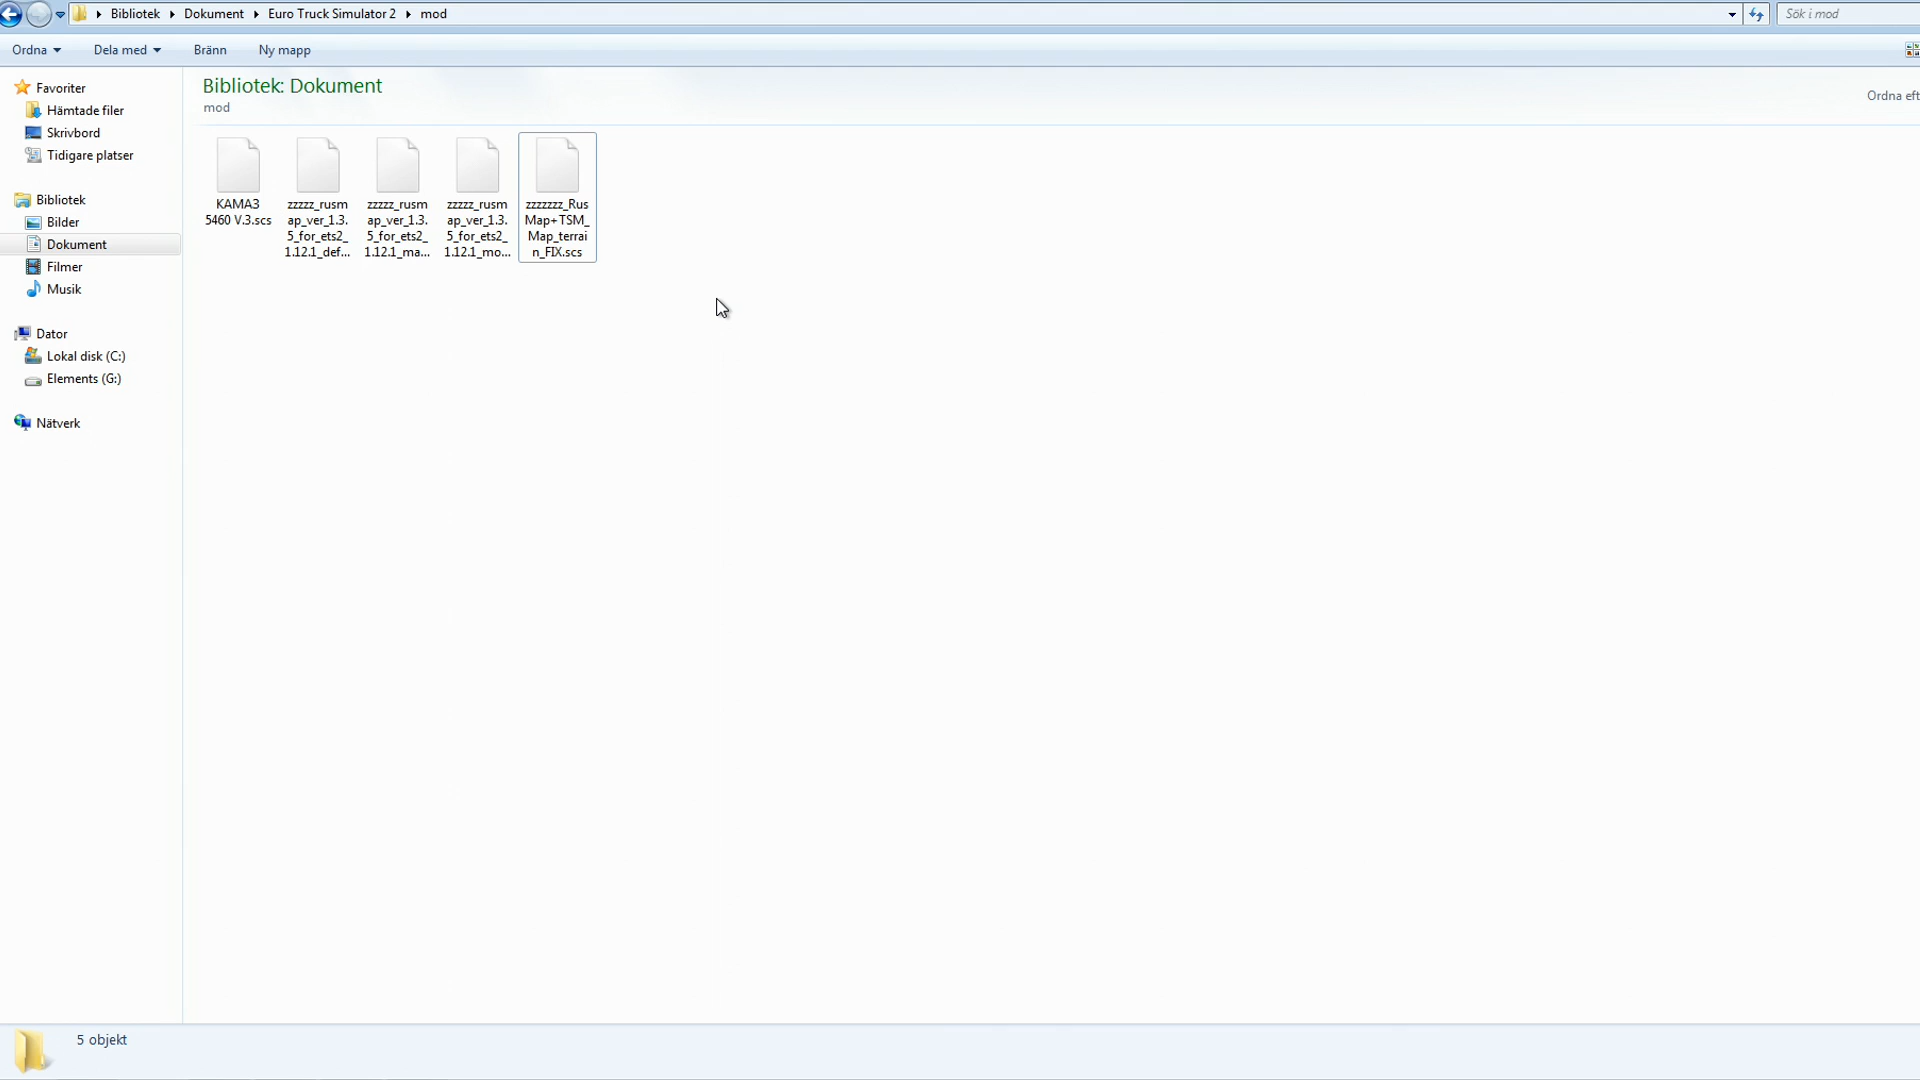 Bibliotek Dokument Euro Truck Simulator 2 mod
Sök i mod
Ordna Dela med Bränn Ny mapp
Favoriter
Hämtade filer
Skrivbord
Tidigare platser
Bibliotek
Bilder
Dokument
Filmer
Musik
Dator
Lokal disk (C:)
Elements (G:)
Nätverk
Bibliotek: Dokument
mod
Ordna eft
KAMA3
5460 V.3.scs
zzzzz_rusm
ap_ver_1.3.
5_for_ets2_
1.12.1_def...
zzzzz_rusm
ap_ver_1.3.
5_for_ets2_
1.12.1_ma...
zzzzz_rusm
ap_ver_1.3.
5_for_ets2_
1.12.1_mo...
zzzzzzz_Rus
Map+TSM_
Map_terrai
n_FIX.scs
5 objekt